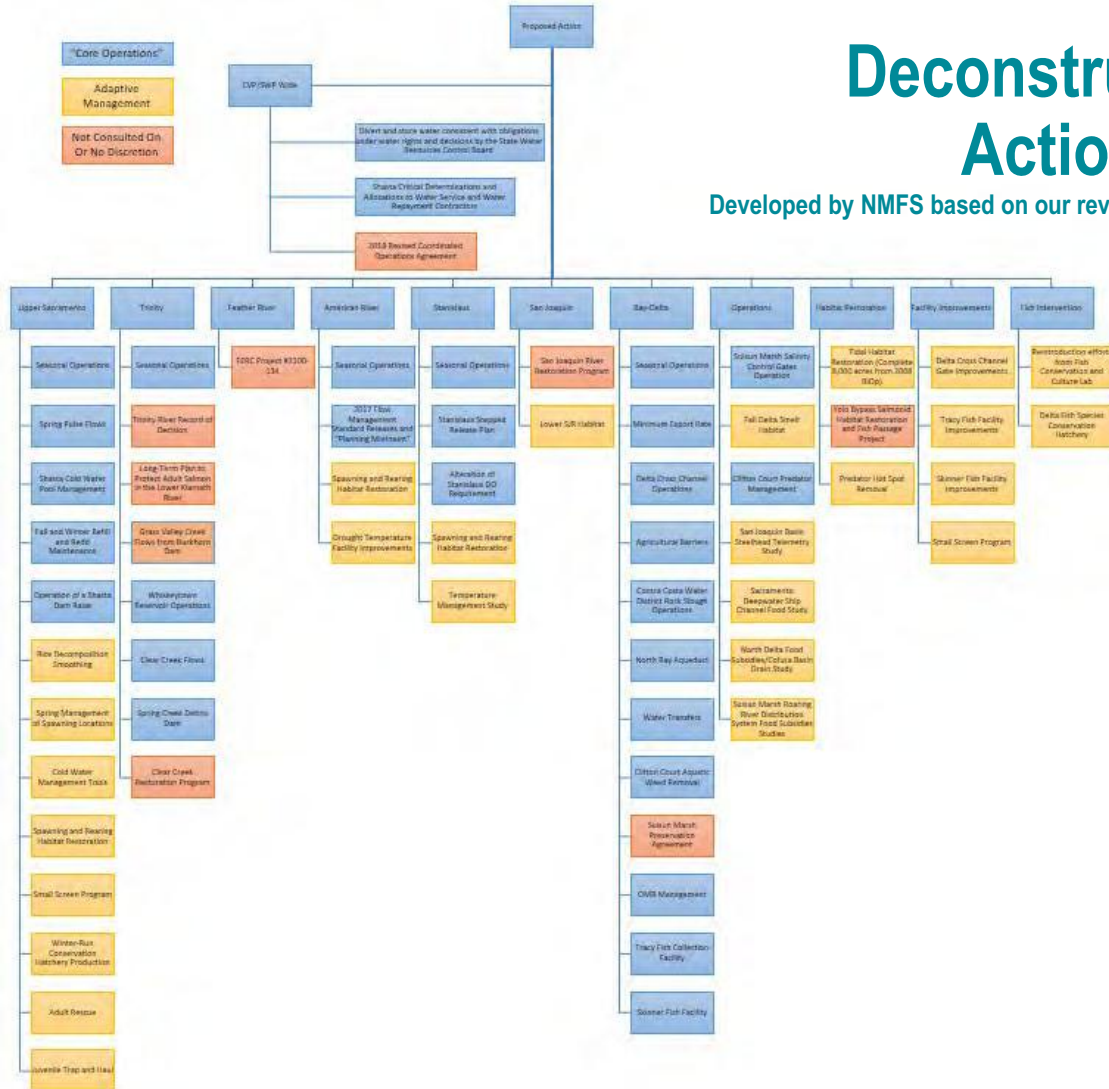 Proposed Action
"Core Operations"
Adaptive
Management
Not Consulted On
Or No Discretion
CVP/SWP Wide
Deconstru
Actio
Developed by NMFS based on our rev
Divert and store water consistent with obligations
under water rights and decisions by the State Water
Resources Control Board
Shasta Critical Determinations and
Allocations to Water Service and Water
Repayment Contractors
2018 Revised Coordinated
Operations Agreement
Upper Sacramento
Seasonal Operations
Spring Pulse Flows
Shasta Cold Water
Pool Management
Fall and Winter Refill
and Redd
Maintenance
Operation of a Shasta
Dam Raise
Rice Decomposition
Smoothing
Spring Management
of Spawning Locations
Cold Water
Management Tools
Spawning and Rearing
Habitat Restoration
Small Screen Program
Winter-Run
Conservation
Hatchery Production
Adult Rescue
Juvenile Trap and Haul
Trinity
Seasonal Operations
Trinity River Record of
Decision
Long-Term Plan to
Protect Adult Salmon
in the Lower Klamath
River
Grass Valley Creek
Flows from Buckhorn
Dam
Whiskeytown
Reservoir Operations
Clear Creek Flows
Spring Creek Debris
Dam
Clear Creek
Restoration Program
Feather River
FERC Project #2100-
134
American River
Seasonal Operations
2017 Flow
Management
Standard Releases and
"Planning Minimum"
Spawning and Rearing
Habitat Restoration
Drought Temperature
Facility Improvements
Stanislaus
Seasonal Operations
Stanislaus Stepped
Release Plan
Alteration of
Stanislaus DO
Requirement
Spawning and Rearing
Habitat Restoration
Temperature
Management Study
San Joaquin
San Joaquin River
Restoration Program
Lower SJR Habitat
Bay-Delta
Seasonal Operations
Minimum Export Rate
Delta Cross Channel
Operations
Agricultural Barriers
Contra Costa Water
District Rock Slough
Operations
North Bay Aqueduct
Water Transfers
Clifton Court Aquatic
Weed Removal
Suisun Marsh
Preservation
Agreement
OMR Management
Tracy Fish Collection
Facility
Skinner Fish Facility
Operations
Suisun Marsh Salinity
Control Gates
Operation
Fall Delta Smelt
Habitat
Clifton Court Predator
Management
San Joaquin Basin
Steelhead Telemetry
Study
Sacramento
Deepwater Ship
Channel Food Study
North Delta Food
Subsidies/Colusa Basin
Drain Study
Suisun Marsh Roaring
River Distribution
System Food Subsidies
Studies
Habitat Restoration
Tidal Habitat
Restoration (Complete
8,000 acres from 2008
BiOp)
Yolo Bypass Salmonid
Habitat Restoration
and Fish Passage
Project
Predator Hot Spot
Removal
Facility Improvements
Delta Cross Channel
Gate Improvements
Tracy Fish Facility
Improvements
Skinner Fish Facility
Improvements
Small Screen Program
Fish Intervention
Reintroduction efforts
from Fish
Conservation and
Culture Lab
Delta Fish Species
Conservation
Hatchery